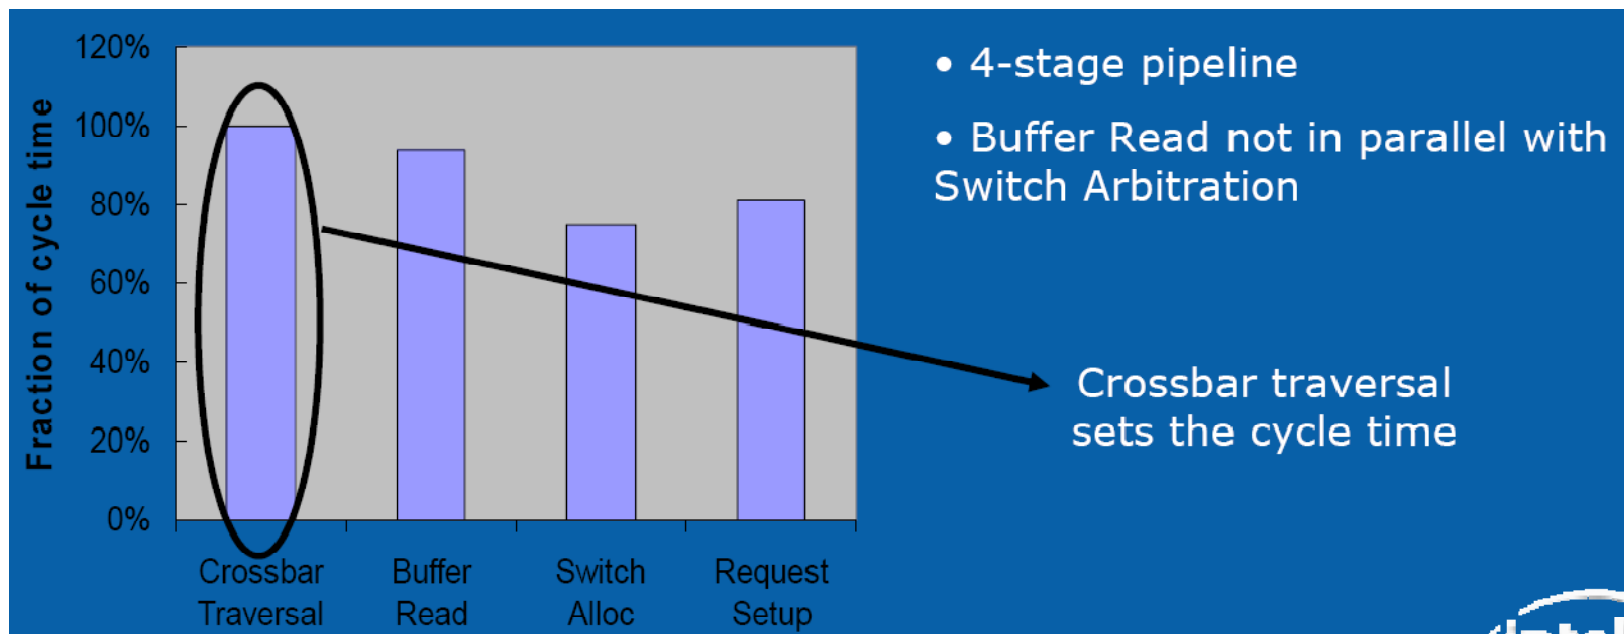 120%
100%
80%
60%
40%
20%
0%
Fraction of cycle time
Crossbar
Traversal
Buffer
Read
Switch
Alloc
Request
Setup
• 4-stage pipeline
• Buffer Read not in parallel with
Switch Arbitration
Crossbar traversal
sets the cycle time